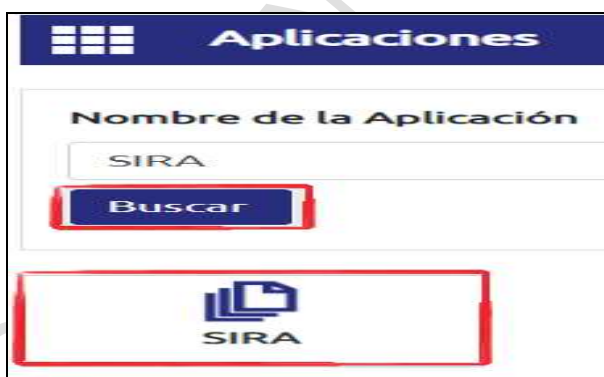 Aplicaciones
Nombre de la Aplicación
SIRA
Buscar
SIRA